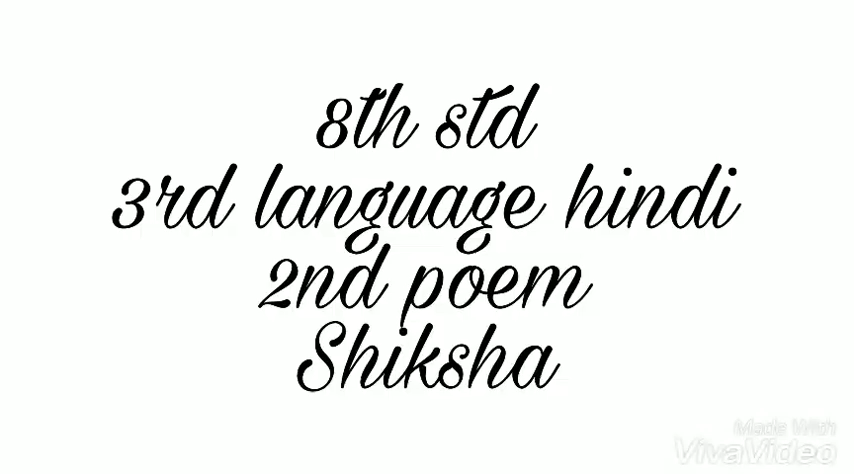 8th std
3rd language hindi
2nd poem
Shiksha
Made With
VivaVideo